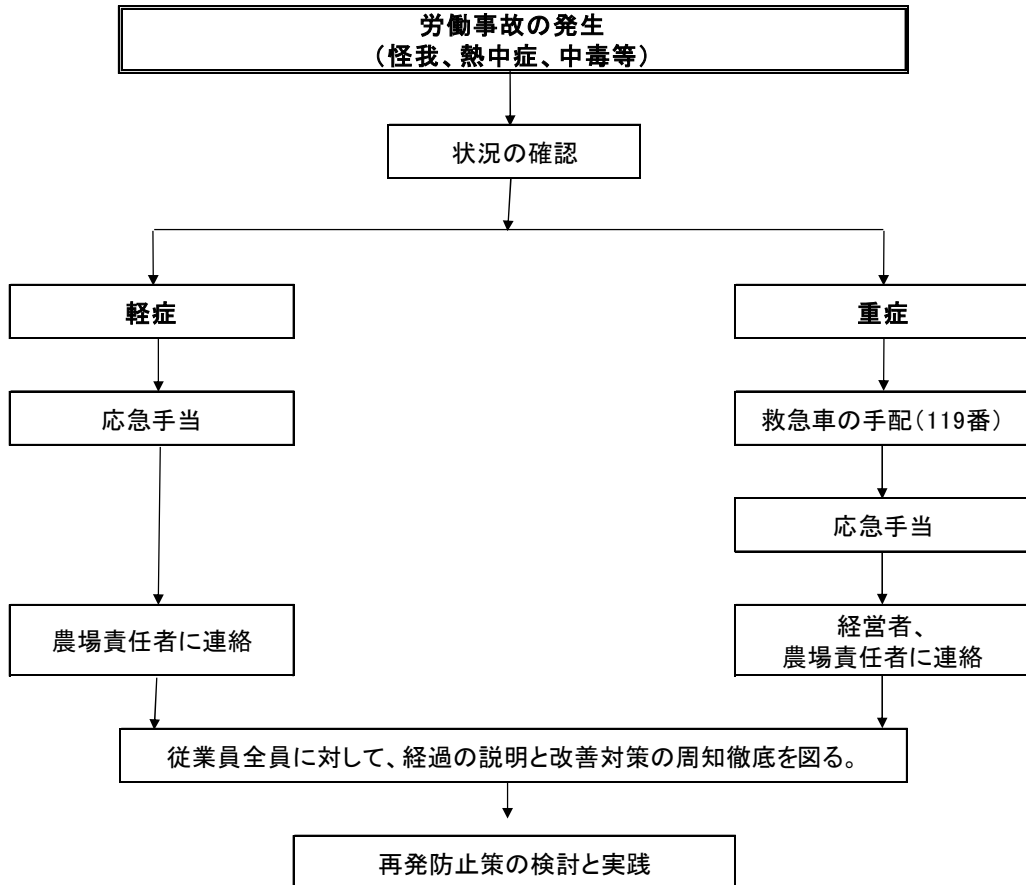 労働事故の発生
（怪我、熱中症、中毒等）
状況の確認
軽症
重症
応急手当
救急車の手配（119番）
応急手当
農場責任者に連絡
経営者、
農場責任者に連絡
従業員全員に対して、経過の説明と改善対策の周知徹底を図る。
再発防止策の検討と実践